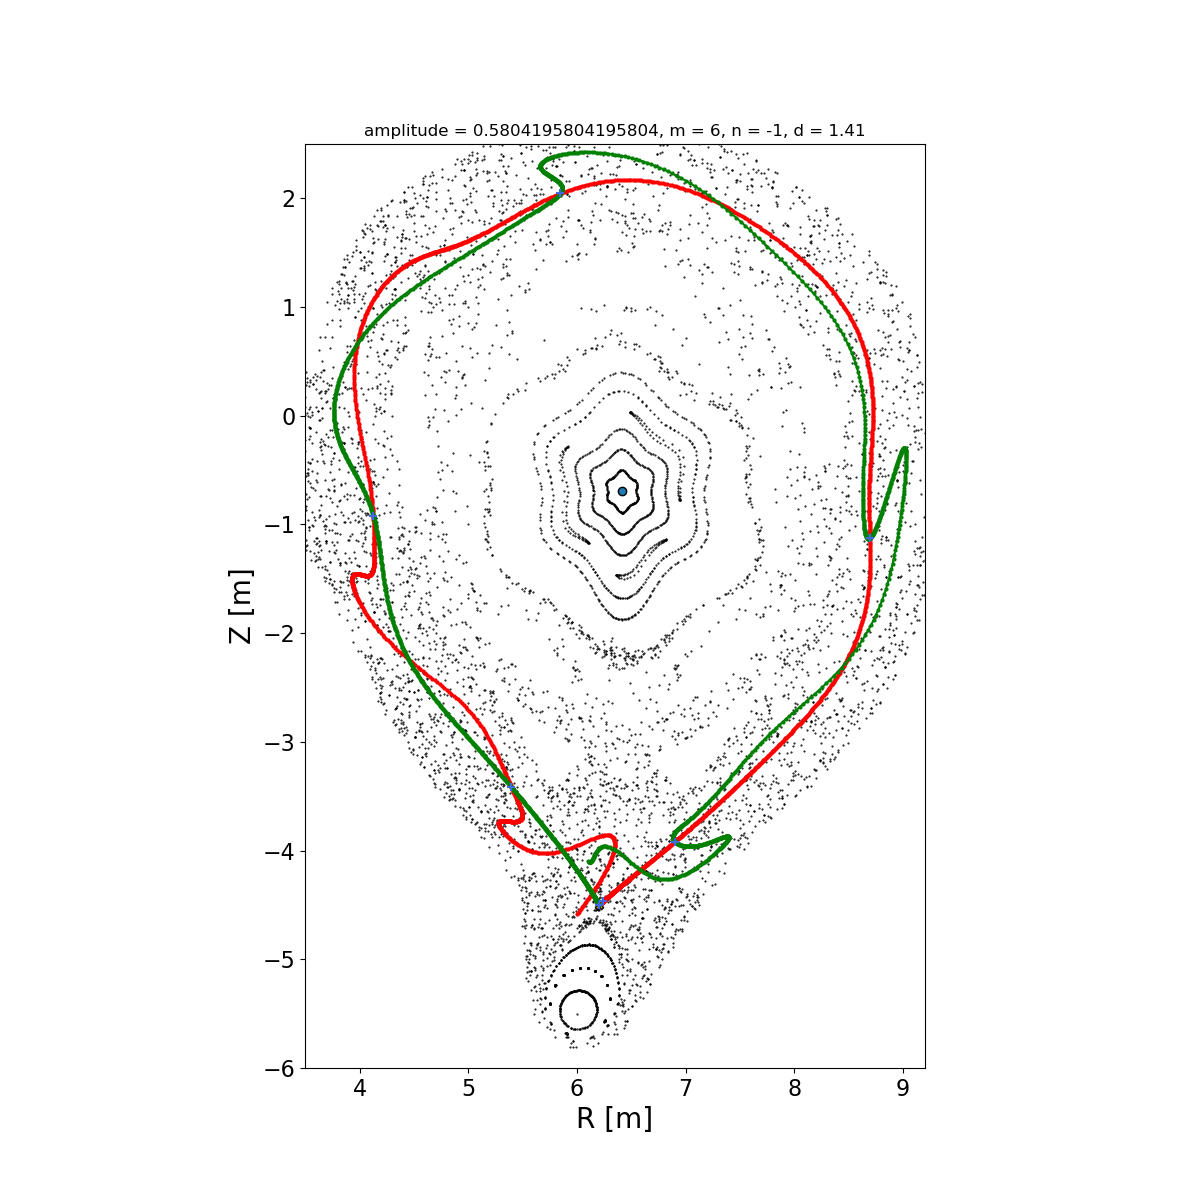 amplitude = 0.5804195804195804, m = 6, n = -1, d = 1.41
2
1
0
−1
−2
−3
−4
−5
−6
Z [m]
4 5 6 7 8 9
R [m]